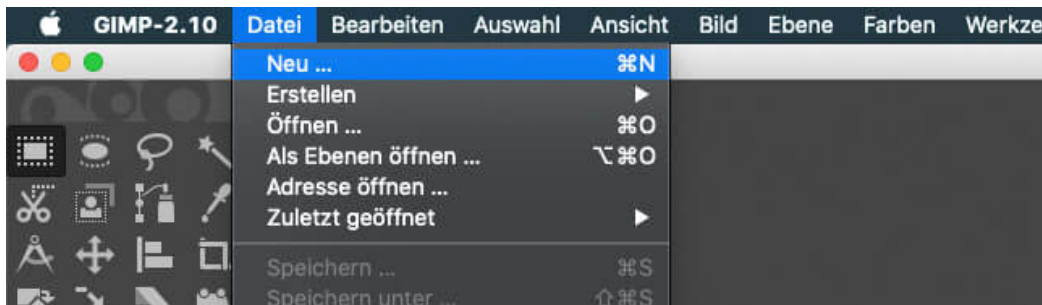 GIMP-2.10 Datei Bearbeiten Auswahl Ansicht Bild Ebene Farben Werkze
Neu ... ⌘N
Erstellen ▶
Öffnen ... ⌘O
Als Ebenen öffnen ... ⌥⌘O
Adresse öffnen ...
Zuletzt geöffnet ▶
Speichern ... ⌘S
Speichern unter ... ⇧⌘S